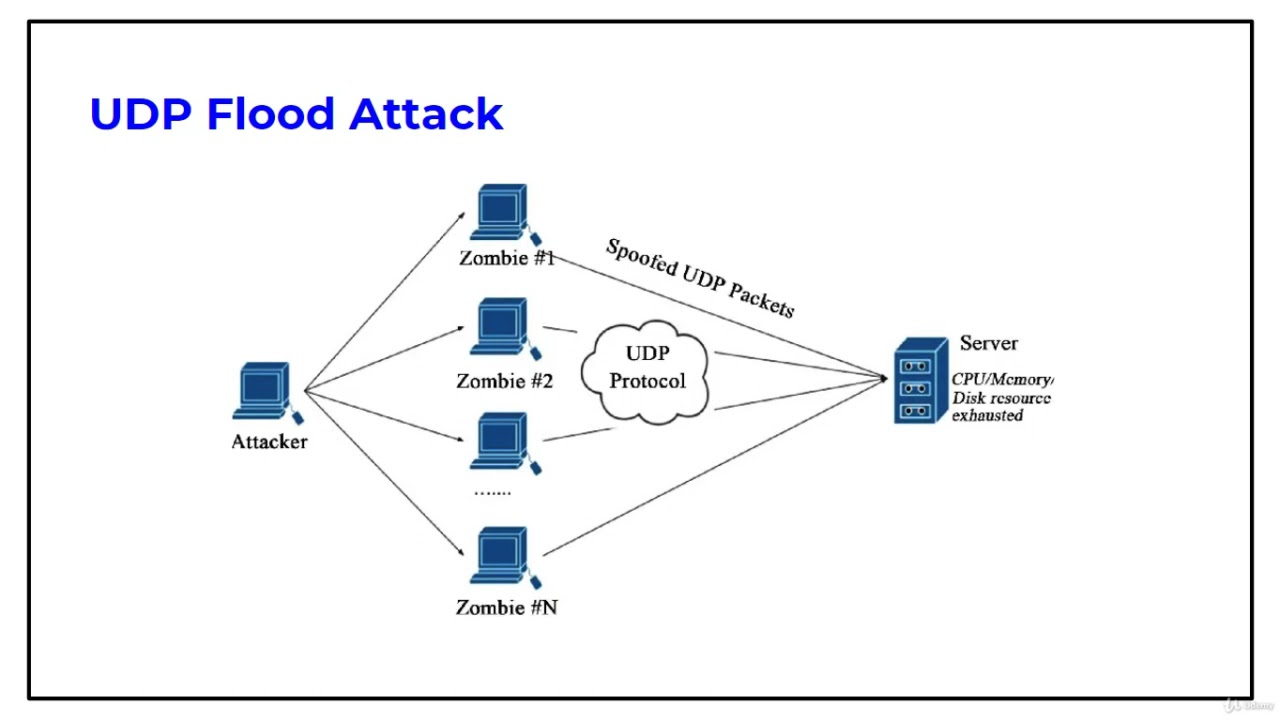 UDP Flood Attack
Zombie #1
Spoofed UDP Packets
Zombie #2
UDP
Protocol
Server
CPU/Memory/
Disk resource
exhausted
Attacker
.......
Zombie #N
Udemy